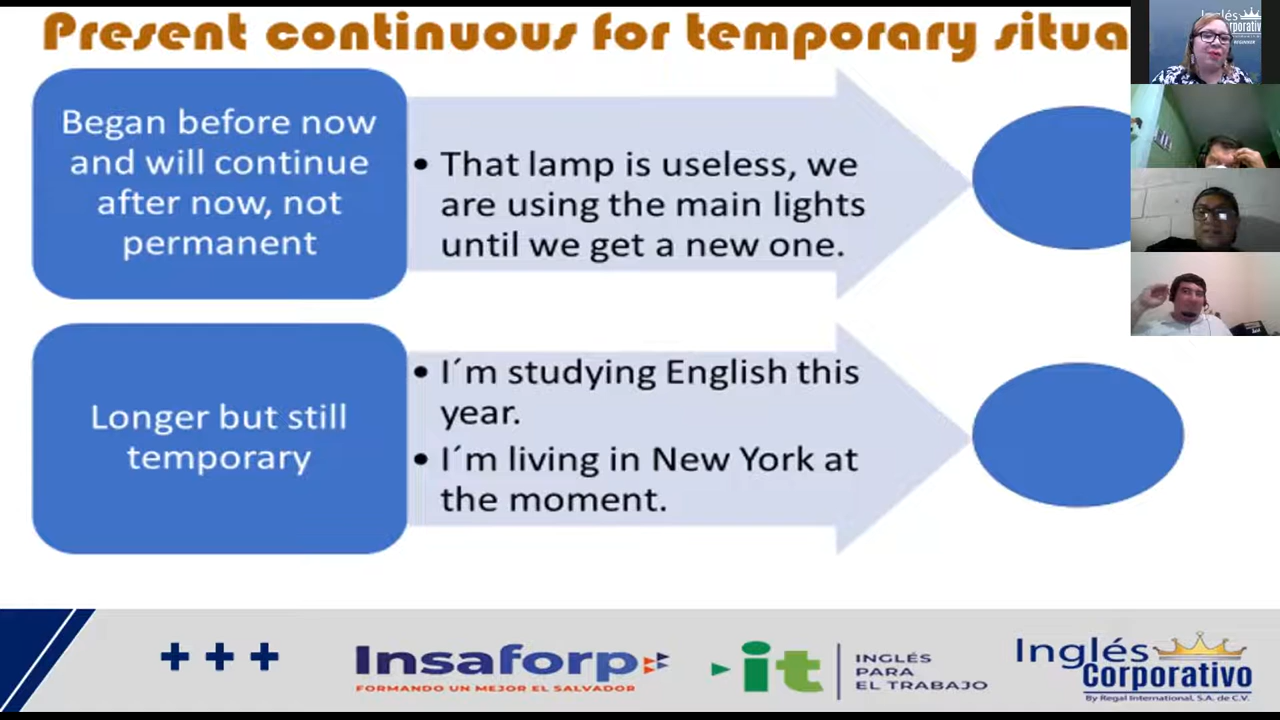 Present continuous for temporary situa
Began before now
and will continue
after now, not
permanent
• That lamp is useless, we
are using the main lights
until we get a new one.
Longer but still
temporary
• I´m studying English this
year.
• I´m living in New York at
the moment.
+++
Insaforp
FORMANDO UN MEJOR EL SALVADOR
it
INGLÉS
PARA
EL TRABAJO
Inglés
Corporativo
By Regal International, S.A. de C.V.
Inglés
orporativo